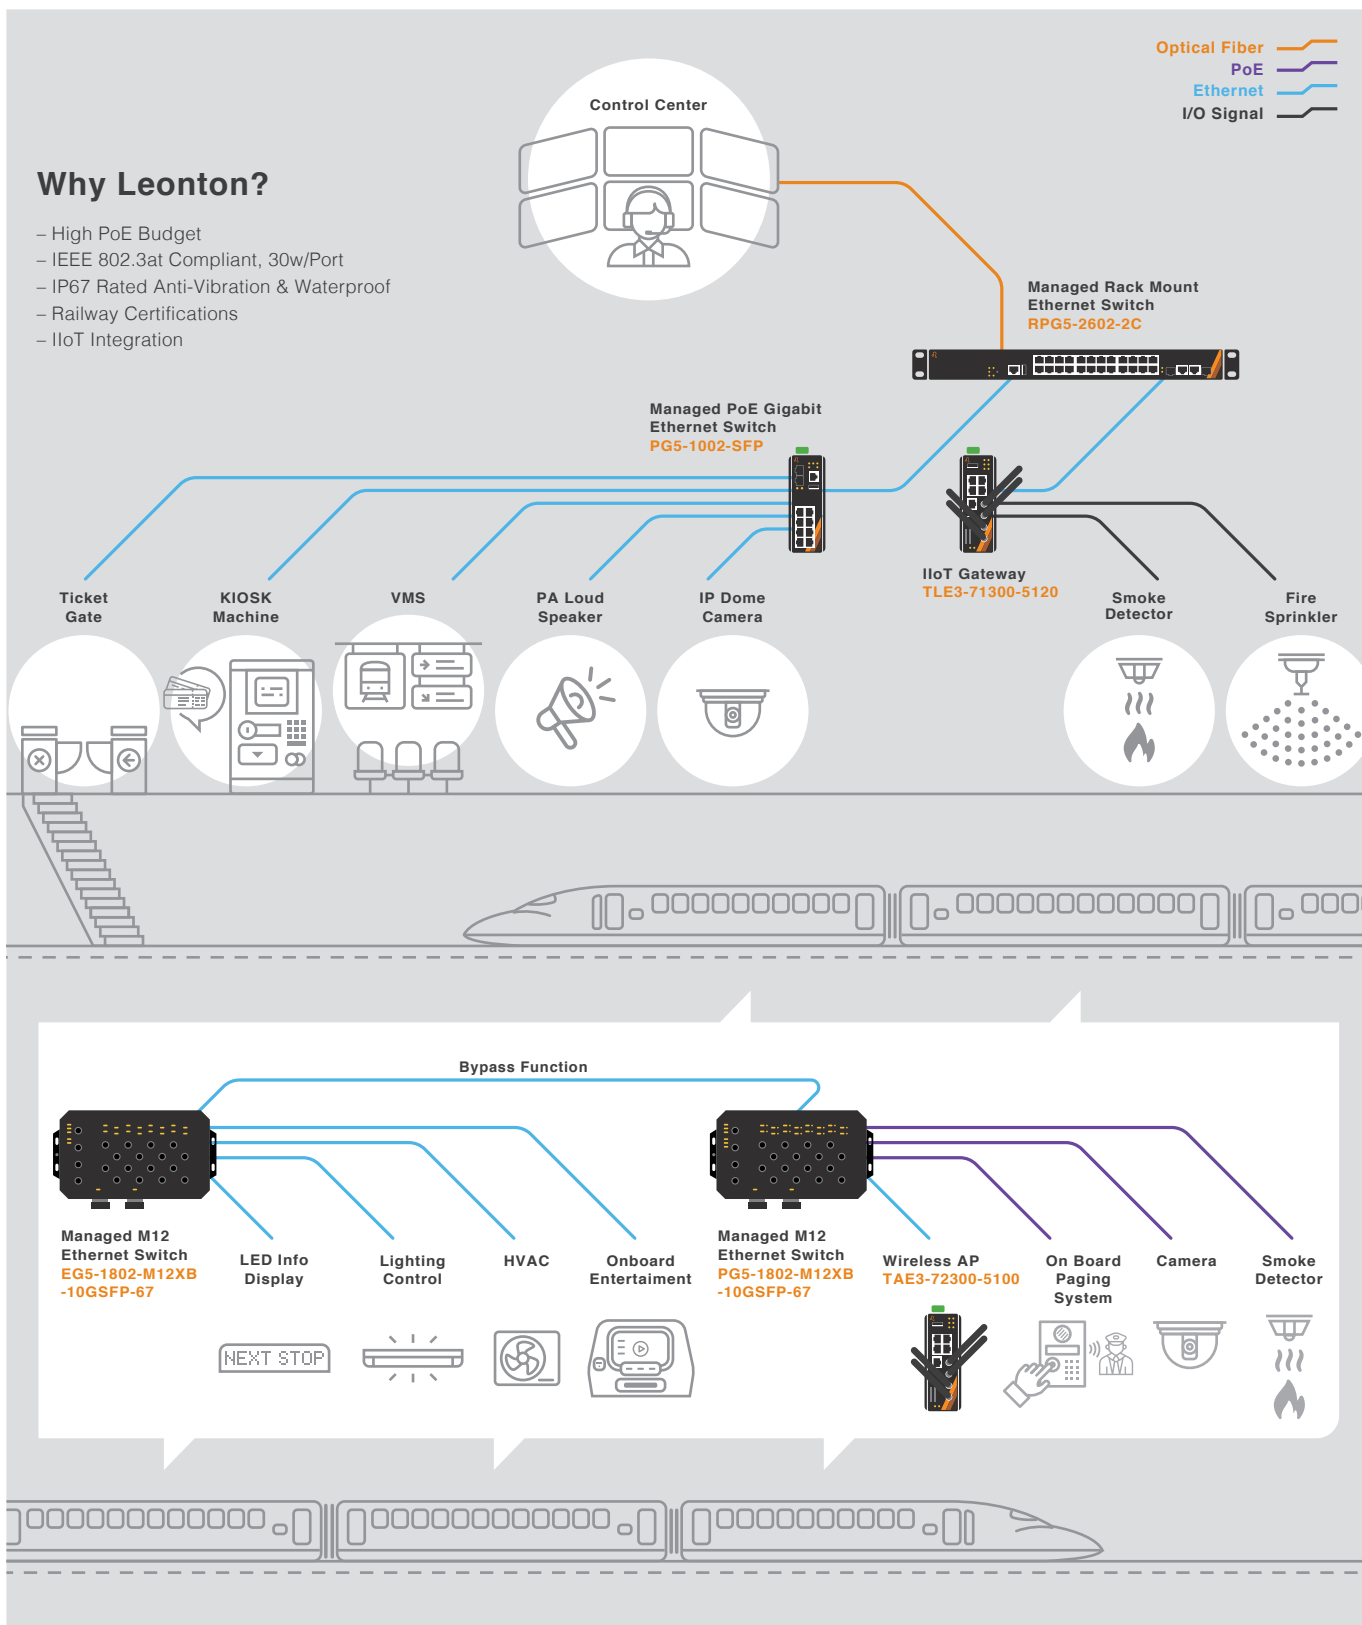 Optical Fiber
PoE
Ethernet
I/O Signal
Control Center
Why Leonton?
– High PoE Budget
– IEEE 802.3at Compliant, 30w/Port
– IP67 Rated Anti-Vibration & Waterproof
– Railway Certifications
– IIoT Integration
Managed Rack Mount
Ethernet Switch
RPG5-2602-2C
Managed PoE Gigabit
Ethernet Switch
PG5-1002-SFP
IIoT Gateway
TLE3-71300-5120
Ticket
Gate
KIOSK
Machine
VMS
PA Loud
Speaker
IP Dome
Camera
Smoke
Detector
Fire
Sprinkler
Bypass Function
Managed M12
Ethernet Switch
EG5-1802-M12XB
-10GSFP-67
LED Info
Display
Lighting
Control
HVAC
Onboard
Entertaiment
Managed M12
Ethernet Switch
PG5-1802-M12XB
-10GSFP-67
Wireless AP
TAE3-72300-5100
On Board
Paging
System
Camera
Smoke
Detector
NEXT STOP